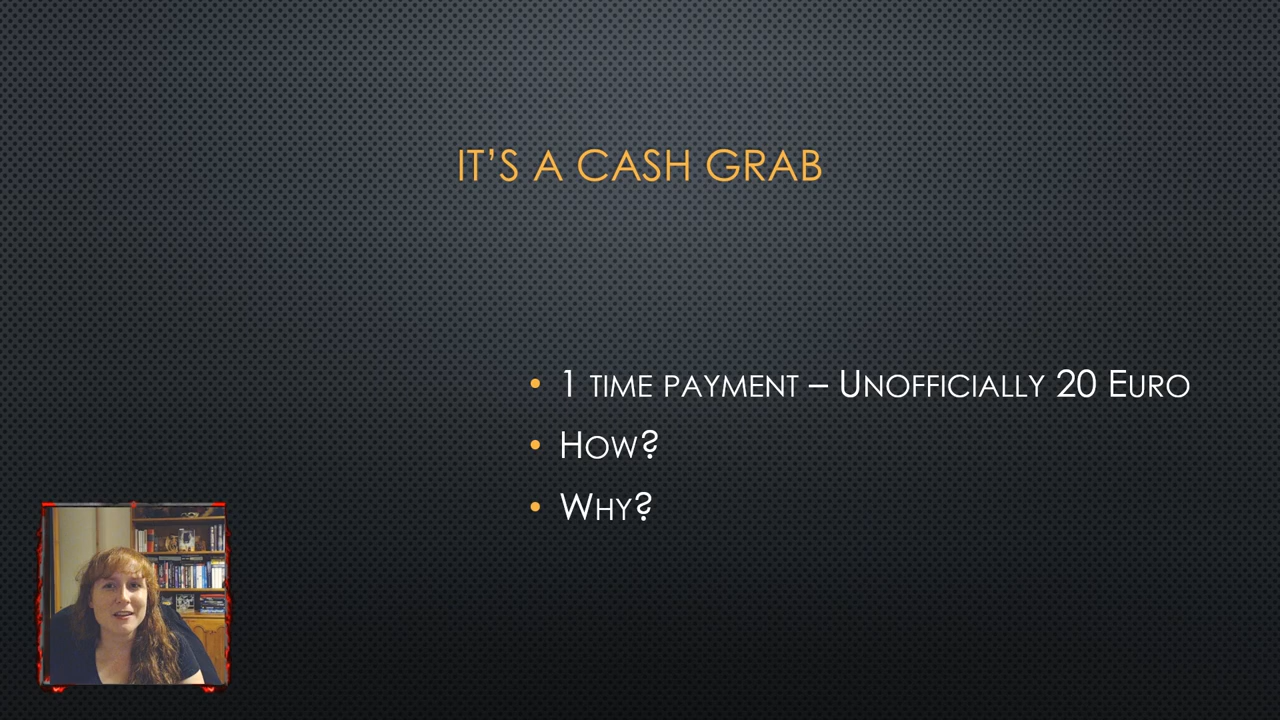 IT'S A CASH GRAB
• 1 TIME PAYMENT – UNOFFICIALLY 20 EURO
• HOW?
• WHY?